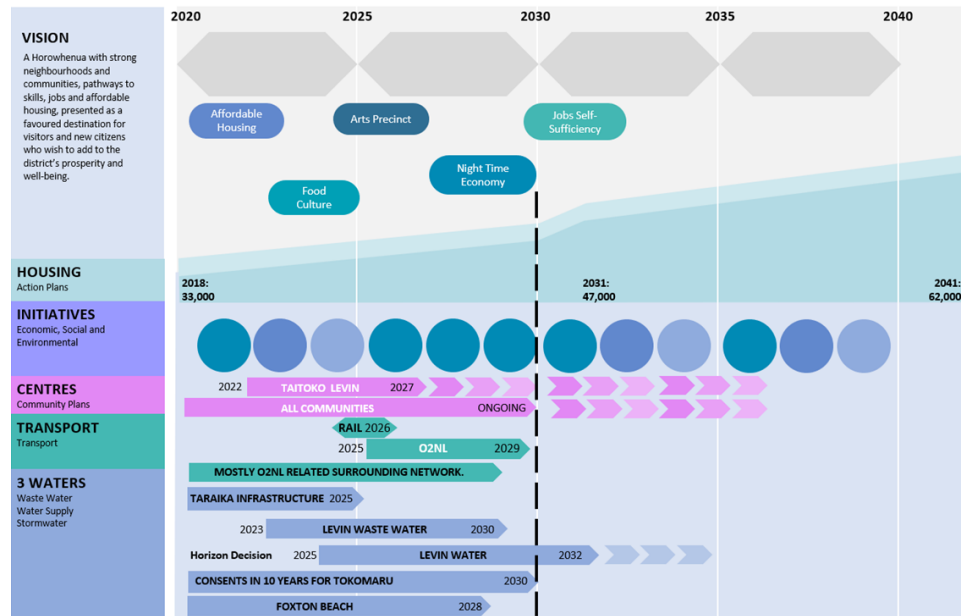 2020 2025 2030 2035 2040
VISION
A Horowhenua with strong
neighbourhoods and
communities, pathways to
skills, jobs and affordable
housing, presented as a
favoured destination for
visitors and new citizens
who wish to add to the
district's prosperity and
well-being.
Affordable
Housing
Arts Precinct
Jobs Self-
Sufficiency
Night Time
Economy
Food
Culture
HOUSING
Action Plans
2018:
33,000
2031:
47,000
2041:
62,000
INITIATIVES
Economic, Social and
Environmental
CENTRES
Community Plans
2022 TAITOKO LEVIN 2027
ALL COMMUNITIES ONGOING
TRANSPORT
Transport
RAIL 2026
2025 O2NL 2029
MOSTLY O2NL RELATED SURROUNDING NETWORK.
3 WATERS
Waste Water
Water Supply
Stormwater
TARAIKA INFRASTRUCTURE 2025
2023 LEVIN WASTE WATER 2030
Horizon Decision 2025 LEVIN WATER 2032
CONSENTS IN 10 YEARS FOR TOKOMARU 2030
FOXTON BEACH 2028